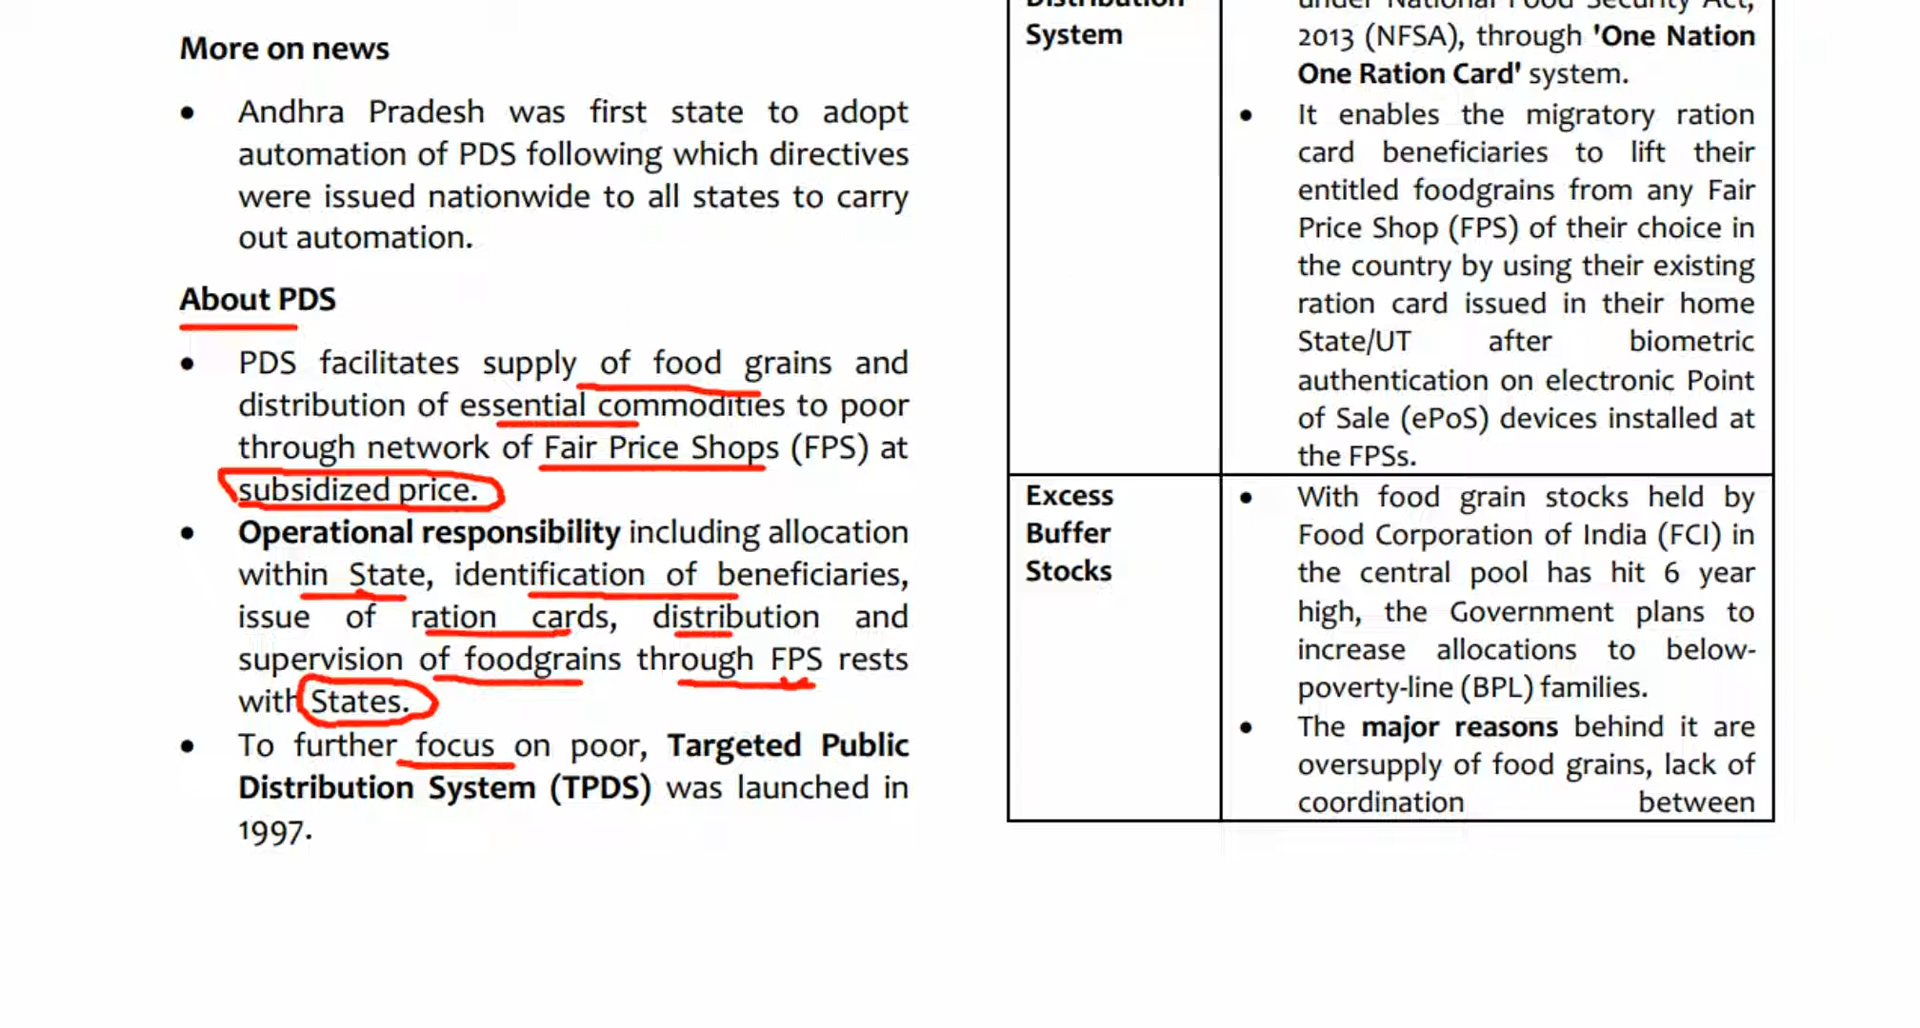 More on news
• Andhra Pradesh was first state to adopt
automation of PDS following which directives
were issued nationwide to all states to carry
out automation.
About PDS
• PDS facilitates supply of food grains and
distribution of essential commodities to poor
through network of Fair Price Shops (FPS) at
subsidized price.
• Operational responsibility including allocation
within State, identification of beneficiaries,
issue of ration cards, distribution and
supervision of foodgrains through FPS rests
with States.
• To further focus on poor, Targeted Public
Distribution System (TPDS) was launched in
1997.
Distribution
System
under National Food Security Act,
2013 (NFSA), through 'One Nation
One Ration Card' system.
• It enables the migratory ration
card beneficiaries to lift their
entitled foodgrains from any Fair
Price Shop (FPS) of their choice in
the country by using their existing
ration card issued in their home
State/UT after biometric
authentication on electronic Point
of Sale (ePoS) devices installed at
the FPSs.
Excess
Buffer
Stocks
• With food grain stocks held by
Food Corporation of India (FCI) in
the central pool has hit 6 year
high, the Government plans to
increase allocations to below-
poverty-line (BPL) families.
• The major reasons behind it are
oversupply of food grains, lack of
coordination between